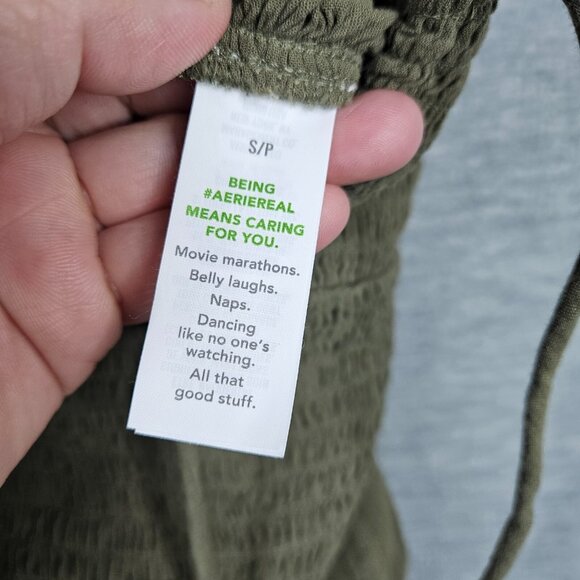 S/P
BEING
#AERIEREAL
MEANS CARING
FOR YOU.
Movie marathons.
Belly laughs.
Naps.
Dancing
like no one's
watching.
All that
good stuff.